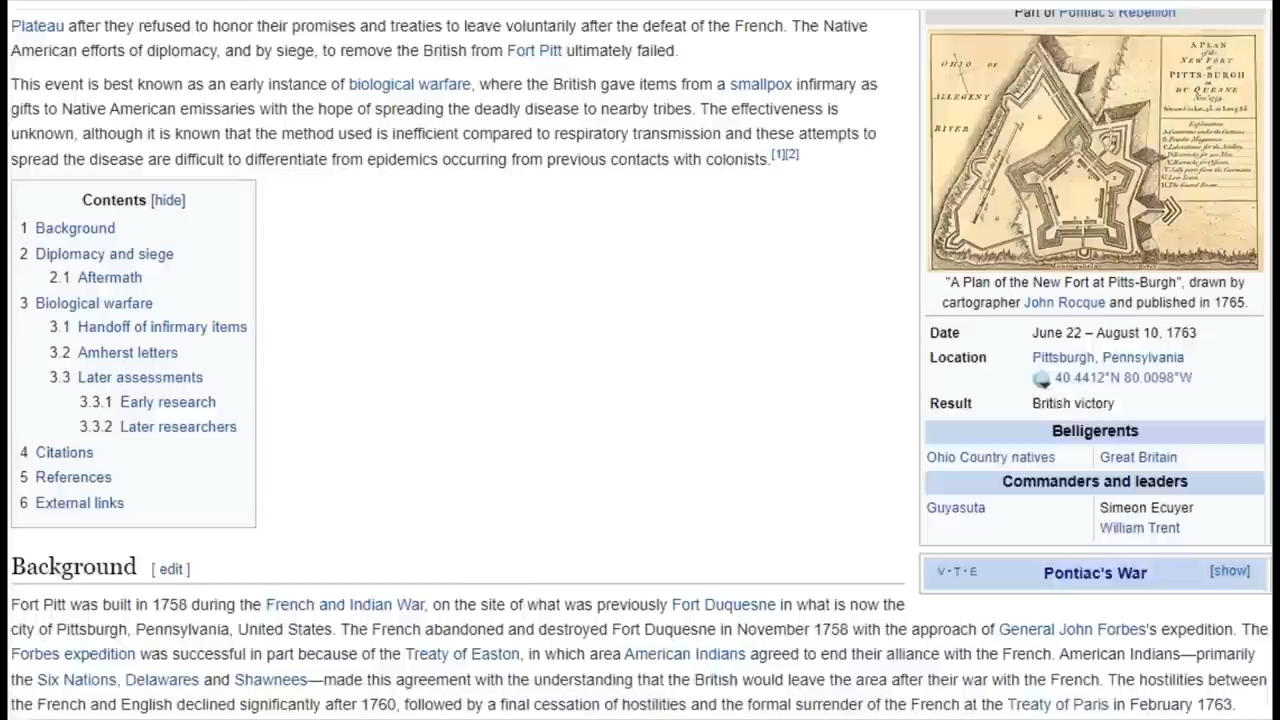 Plateau after they refused to honor their promises and treaties to leave voluntarily after the defeat of the French. The Native
American efforts of diplomacy, and by siege, to remove the British from Fort Pitt ultimately failed.
This event is best known as an early instance of biological warfare, where the British gave items from a smallpox infirmary as
gifts to Native American emissaries with the hope of spreading the deadly disease to nearby tribes. The effectiveness is
unknown, although it is known that the method used is inefficient compared to respiratory transmission and these attempts to
spread the disease are difficult to differentiate from epidemics occurring from previous contacts with colonists.[1][2]
Contents [hide]
1 Background
2 Diplomacy and siege
2.1 Aftermath
3 Biological warfare
3.1 Handoff of infirmary items
3.2 Amherst letters
3.3 Later assessments
3.3.1 Early research
3.3.2 Later researchers
4 Citations
5 References
6 External links
Part of Pontiac's Rebellion
A PLAN
of the
NEW FORT
at
PITTS-BURGH
or
DU QUESNE
OHIO OR
ALLEGENY
RIVER
Explanation
"A Plan of the New Fort at Pitts-Burgh", drawn by
cartographer John Rocque and published in 1765.
Date June 22 – August 10, 1763
Location Pittsburgh, Pennsylvania
40.4412°N 80.0098°W
Result British victory
Belligerents
Ohio Country natives Great Britain
Commanders and leaders
Guyasuta Simeon Ecuyer
William Trent
V·T·E Pontiac's War [show]
Background [ edit ]
Fort Pitt was built in 1758 during the French and Indian War, on the site of what was previously Fort Duquesne in what is now the
city of Pittsburgh, Pennsylvania, United States. The French abandoned and destroyed Fort Duquesne in November 1758 with the approach of General John Forbes's expedition. The
Forbes expedition was successful in part because of the Treaty of Easton, in which area American Indians agreed to end their alliance with the French. American Indians—primarily
the Six Nations, Delawares and Shawnees—made this agreement with the understanding that the British would leave the area after their war with the French. The hostilities between
the French and English declined significantly after 1760, followed by a final cessation of hostilities and the formal surrender of the French at the Treaty of Paris in February 1763.